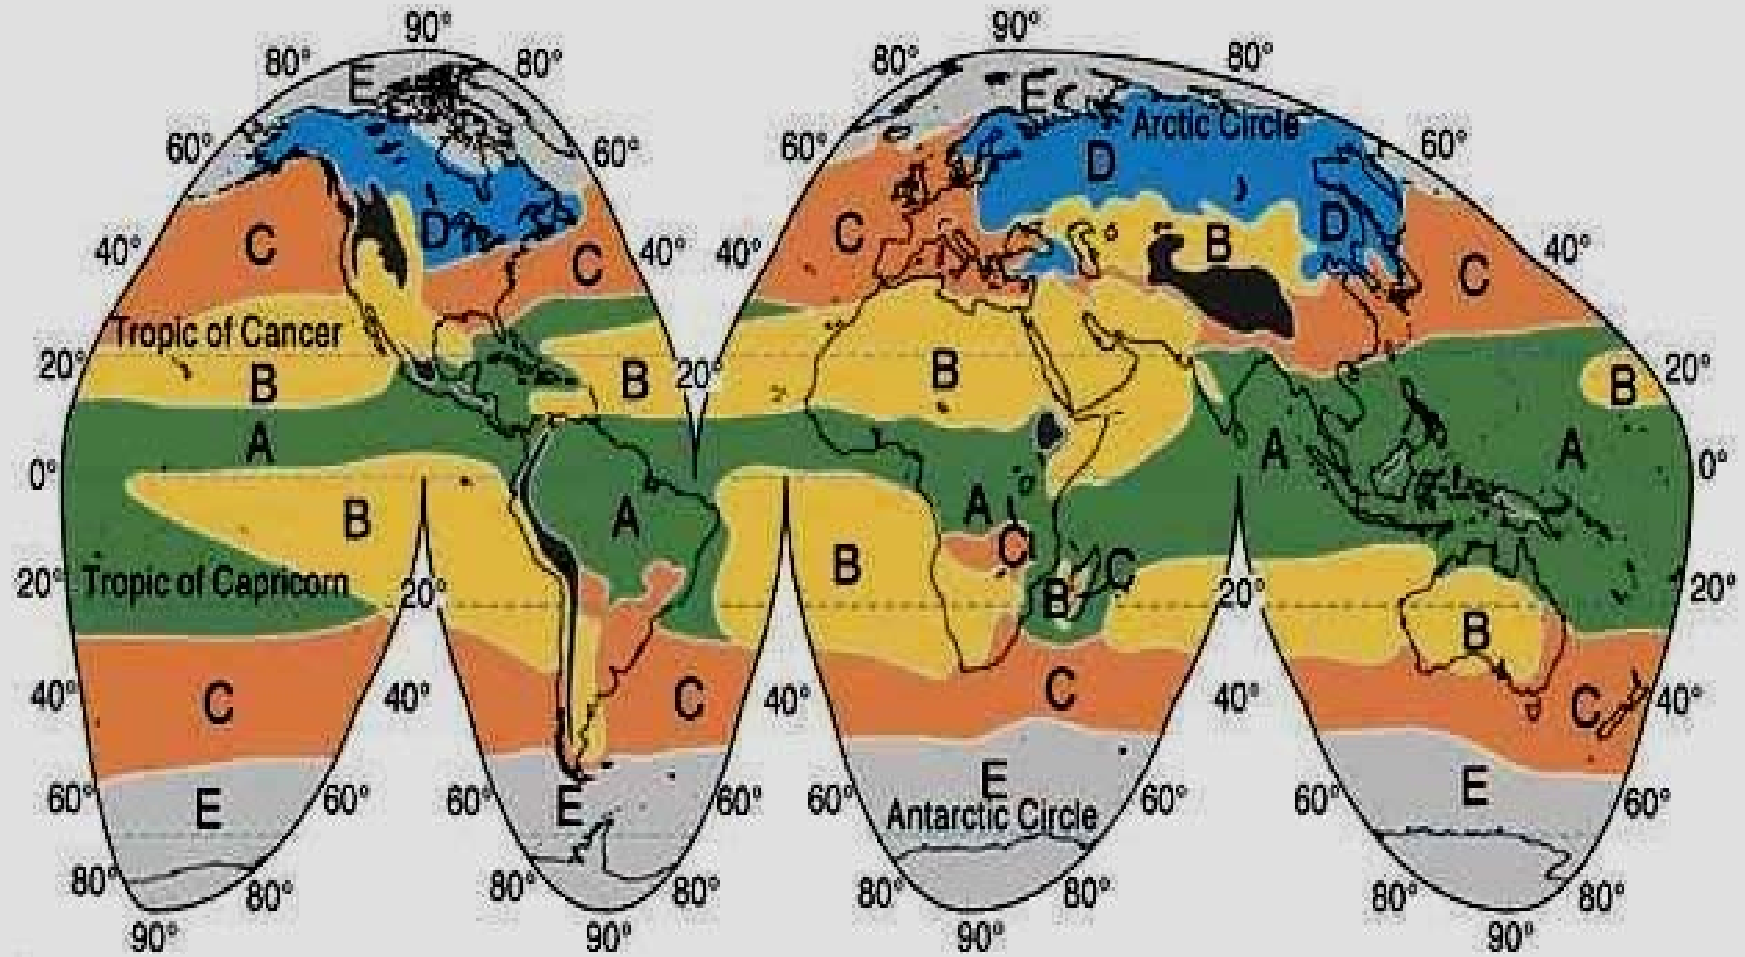 90° 90°
80° 80° 80° 80°
E E E
Arctic Circle
60° 60° 60° 60°
D D D D
C C C C
40° 40° 40° 40°
B
Tropic of Cancer
20° B B 20° B B 20°
A A A
0° 0°
A A
B B C C
Tropic of Capricorn
20° 20° B 20° 20°
B
C C 40° C C
40° 40° 40° 40°
E E E E
60° 60° 60° 60° 60° 60° 60° 60°
Antarctic Circle
80° 80° 80° 80° 80° 80° 80° 80°
90° 90° 90° 90°